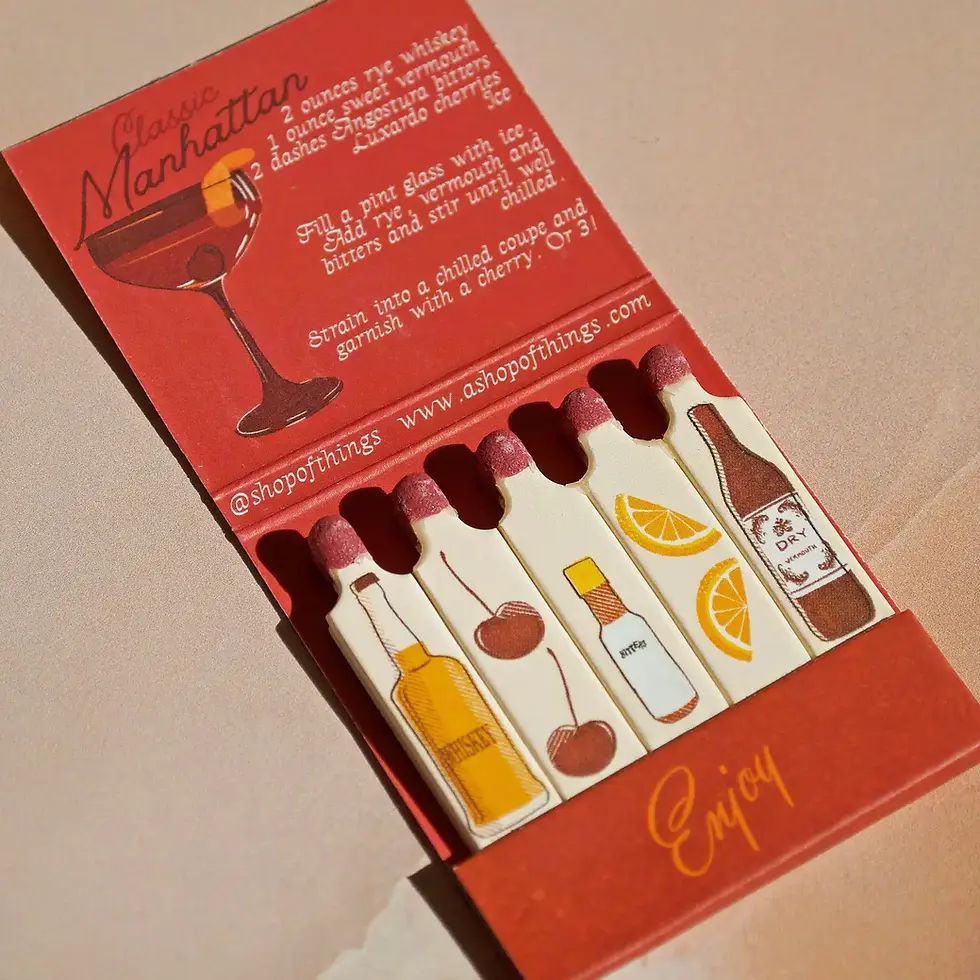 Classic
Manhattan
2 ounces rye whiskey
1 ounce sweet vermouth
2 dashes Angostura bitters
Luxardo cherries
Ice
Fill a pint glass with ice.
Add rye, vermouth and
bitters and stir until well
chilled.
Strain into a chilled coupe and
garnish with a cherry. Or 3!
@shopofthings www.ashopofthings.com
WHISKEY
BITERS
DRY
VERMOUTH
Enjoy